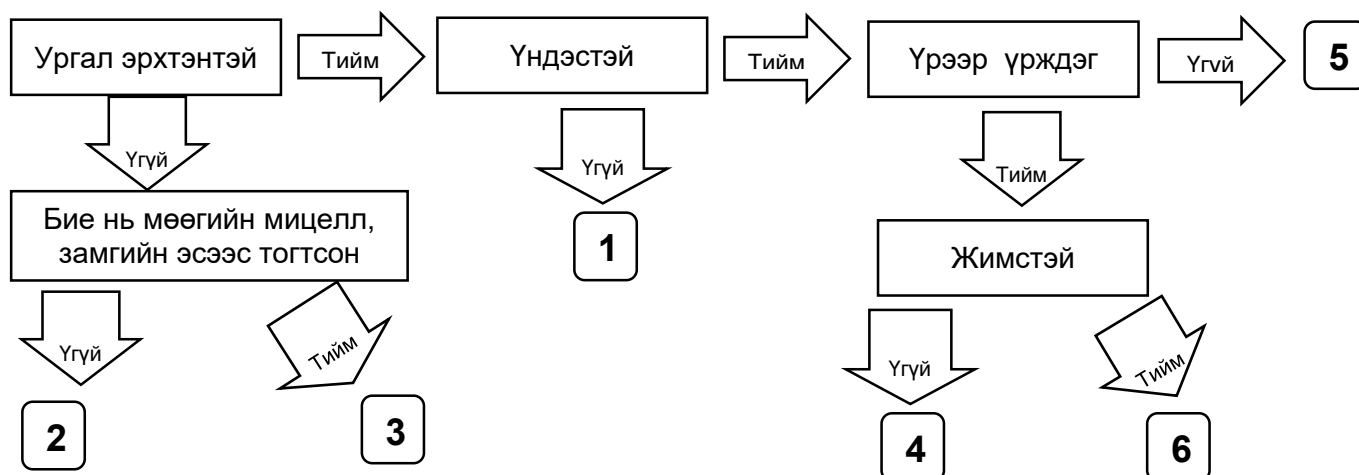 Ургал эрхтэнтэй
Тийм
Үндэстэй
Тийм
Үрээр үрждэг
Үгүй
5
Үгүй
Үгүй
Тийм
Бие нь мөөгийн мицелл,
замгийн эсээс тогтсон
1
Жимстэй
Үгүй
Тийм
Үгүй
Тийм
2
3
4
6